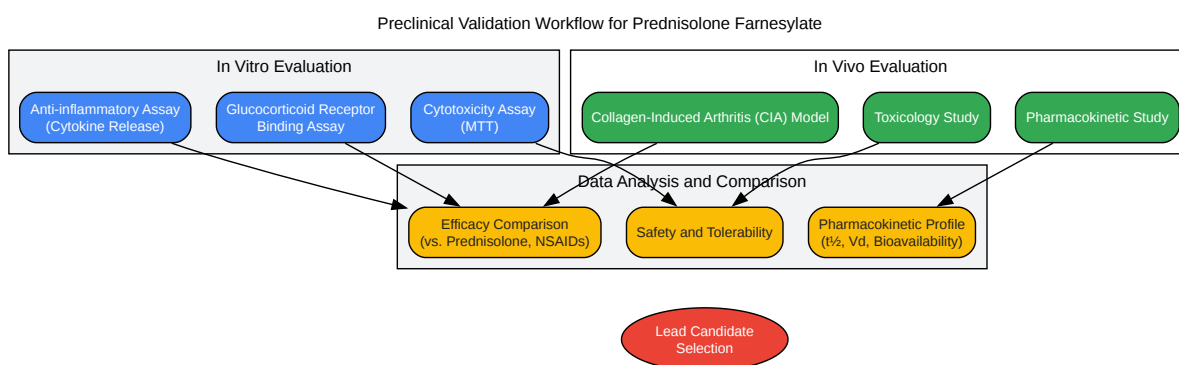 Preclinical Validation Workflow for Prednisolone Farnesylate
In Vitro Evaluation
Anti-inflammatory Assay
(Cytokine Release)
Glucocorticoid Receptor
Binding Assay
Cytotoxicity Assay
(MTT)
In Vivo Evaluation
Collagen-Induced Arthritis (CIA) Model
Toxicology Study
Pharmacokinetic Study
Data Analysis and Comparison
Efficacy Comparison
(vs. Prednisolone, NSAIDs)
Safety and Tolerability
Pharmacokinetic Profile
(t½, Vd, Bioavailability)
Lead Candidate
Selection